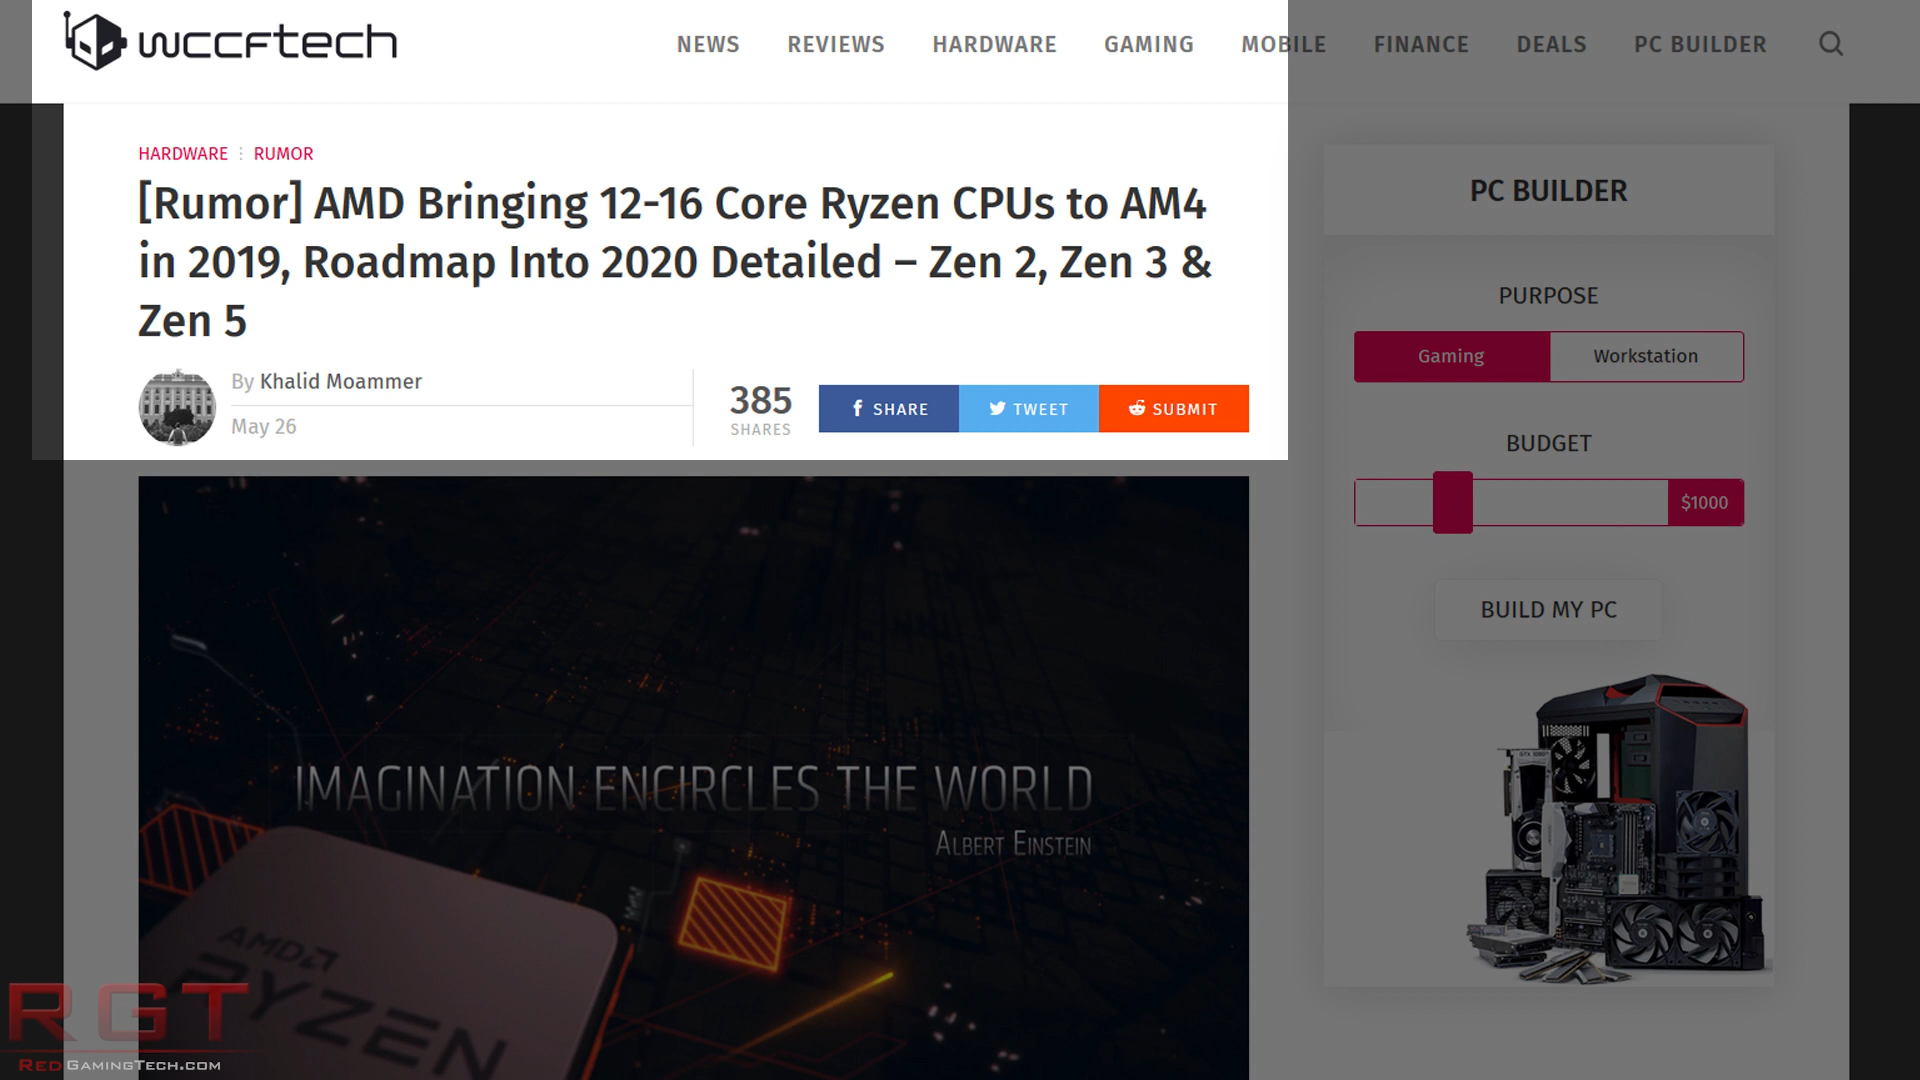 wccftech
NEWS REVIEWS HARDWARE GAMING MOBILE FINANCE DEALS PC BUILDER
HARDWARE RUMOR
[Rumor] AMD Bringing 12-16 Core Ryzen CPUs to AM4
in 2019, Roadmap Into 2020 Detailed – Zen 2, Zen 3 &
Zen 5
By Khalid Moammer
May 26
385
SHARES
SHARE
TWEET
SUBMIT
PC BUILDER
PURPOSE
Gaming Workstation
BUDGET
$1000
BUILD MY PC
IMAGINATION ENCIRCLES THE WORLD
ALBERT EINSTEIN
AMD
RYZEN
RGT
REDGAMINGTECH.COM